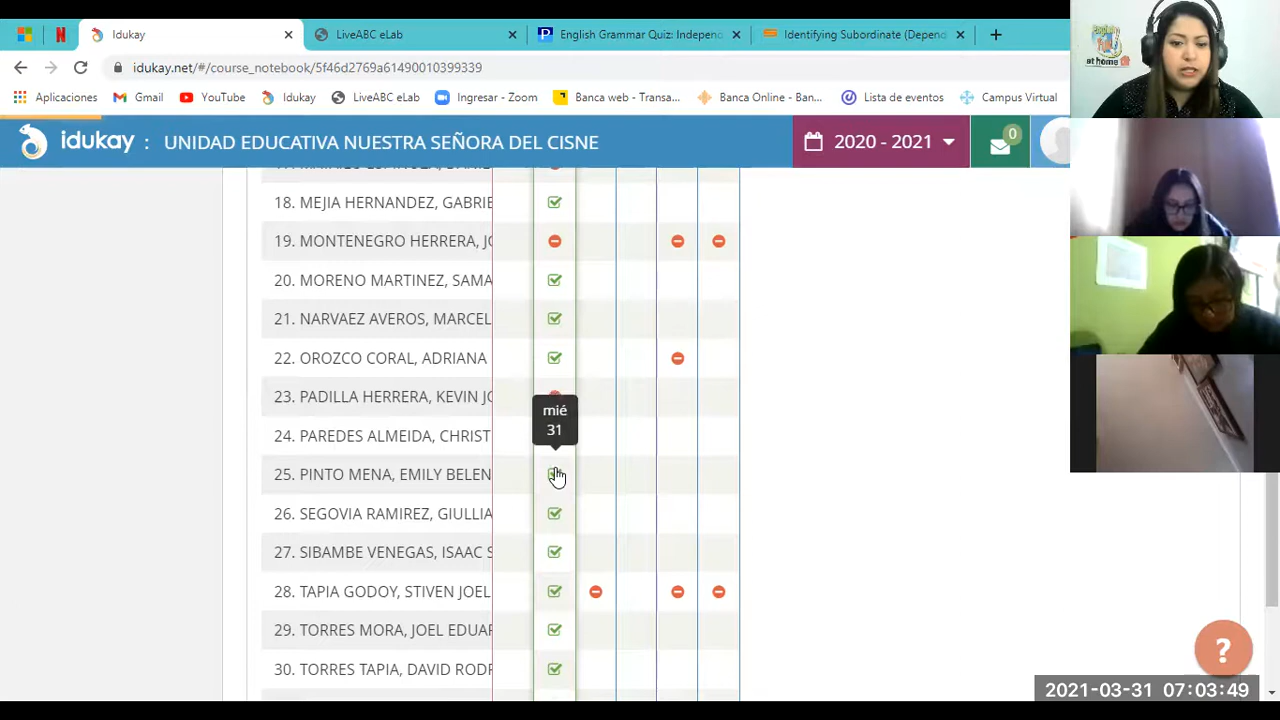 Idukay
LiveABC eLab
English Grammar Quiz: Indepen
Identifying Subordinate (Depend
idukay.net/#/course_notebook/5f46d2769a61490010399339
Aplicaciones
Gmail
YouTube
Idukay
LiveABC eLab
Ingresar - Zoom
Banca web - Transa...
Banca Online - Ban...
Lista de eventos
Campus Virtual
at home
idukay : UNIDAD EDUCATIVA NUESTRA SEÑORA DEL CISNE
2020 - 2021
0
18. MEJIA HERNANDEZ, GABRIE
19. MONTENEGRO HERRERA, JO
20. MORENO MARTINEZ, SAMA
21. NARVAEZ AVEROS, MARCEL
22. OROZCO CORAL, ADRIANA
23. PADILLA HERRERA, KEVIN JO
mié
31
24. PAREDES ALMEIDA, CHRIST
25. PINTO MENA, EMILY BELEN
26. SEGOVIA RAMIREZ, GIULLIA
27. SIBAMBE VENEGAS, ISAAC S
28. TAPIA GODOY, STIVEN JOEL
29. TORRES MORA, JOEL EDUAR
30. TORRES TAPIA, DAVID RODR
?
2021-03-31 07:03:49